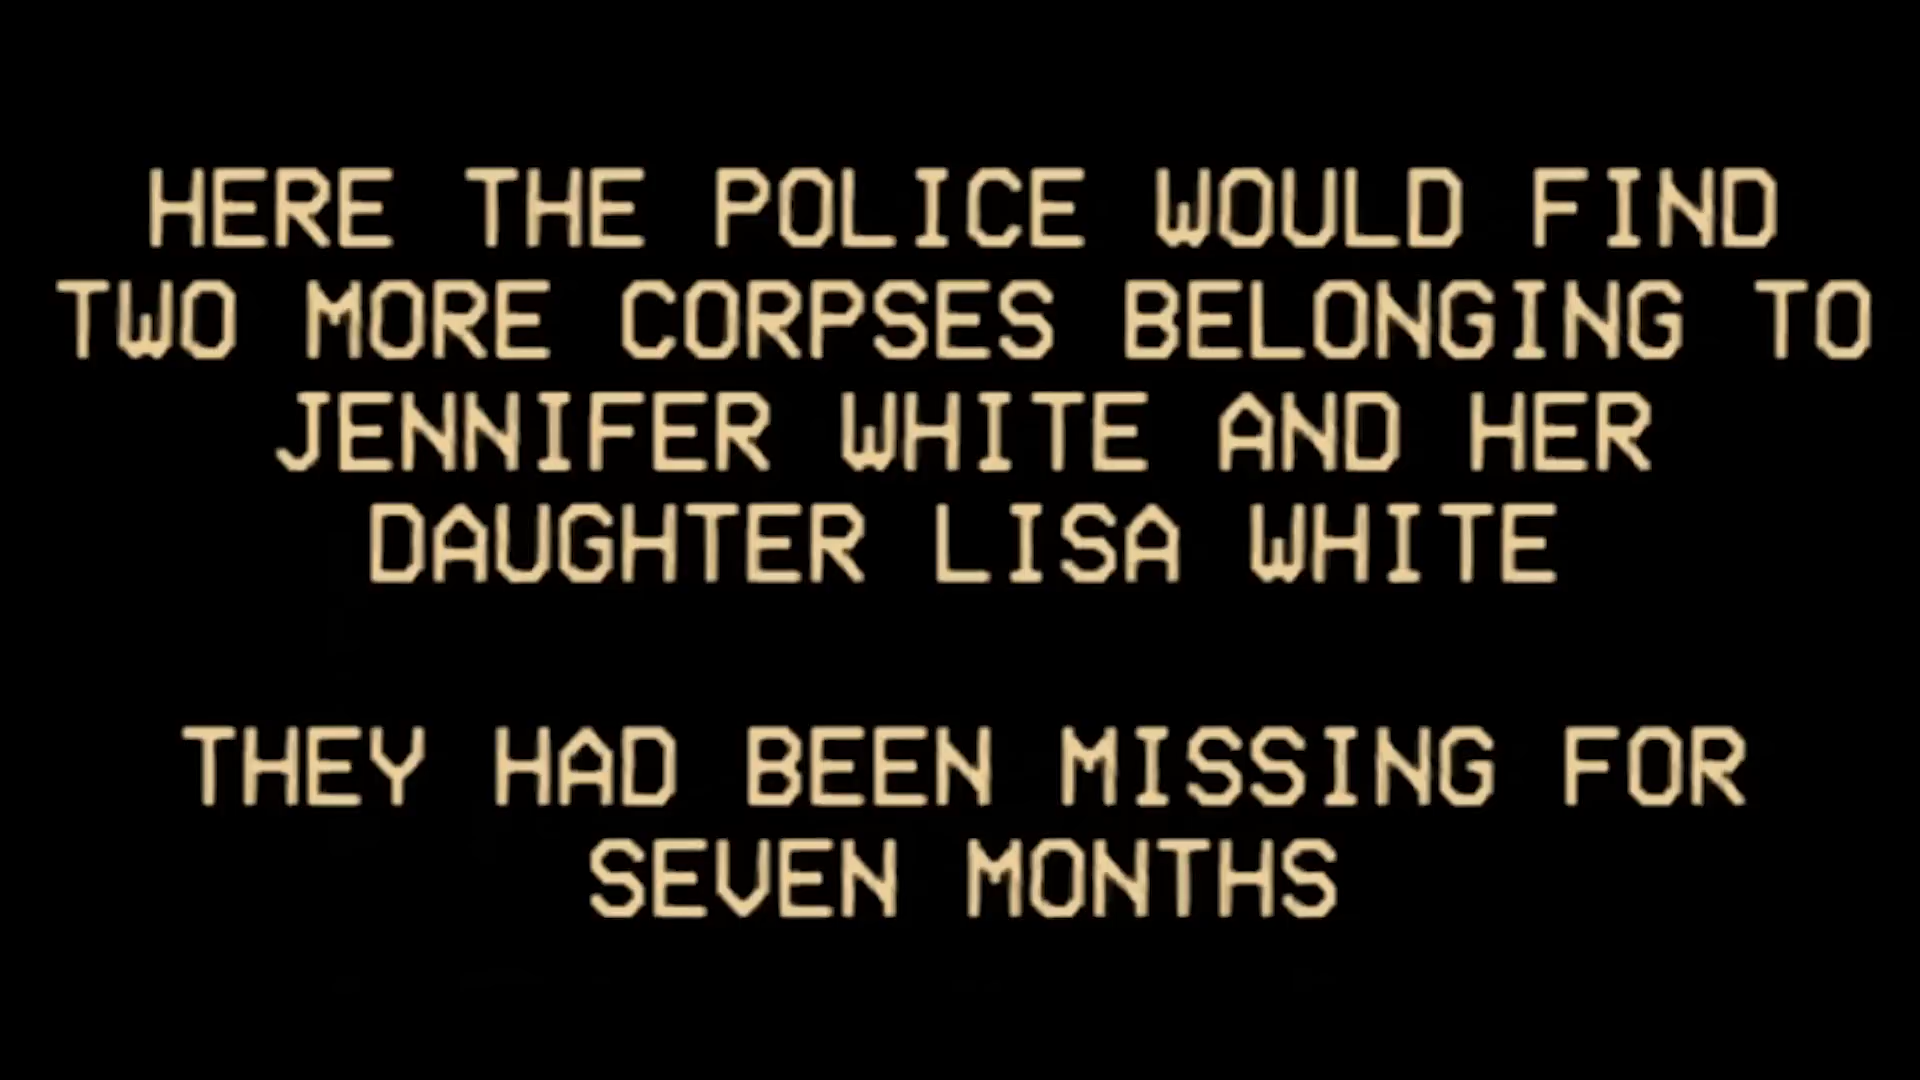 HERE THE POLICE WOULD FIND
TWO MORE CORPSES BELONGING TO
JENNIFER WHITE AND HER
DAUGHTER LISA WHITE
THEY HAD BEEN MISSING FOR
SEVEN MONTHS